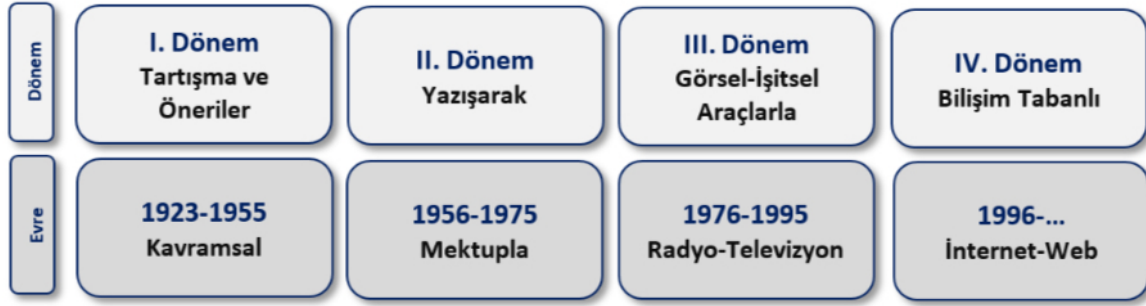 Dönem
I. Dönem
Tartışma ve
Öneriler
II. Dönem
Yazışarak
III. Dönem
Görsel-İşitsel
Araçlarla
IV. Dönem
Bilişim Tabanlı
Evre
1923-1955
Kavramsal
1956-1975
Mektupla
1976-1995
Radyo-Televizyon
1996-...
İnternet-Web